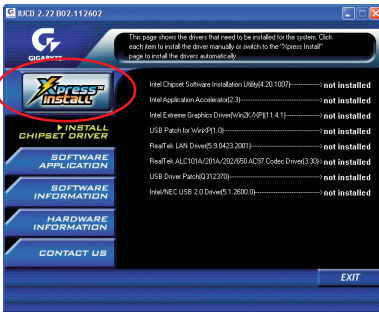 IUCD 2.22 B02.112602
GIGABYTE
This page shows the drivers that need to be installed for the system. Click
each item to install the driver manually or switch to the "Xpress Install"
page to install the drivers automatically.
Xpress™
INSTALL
INSTALL
CHIPSET DRIVER
SOFTWARE
APPLICATION
SOFTWARE
INFORMATION
HARDWARE
INFORMATION
CONTACT US
Intel Chipset Software Installation Utility(4.20.1007)------------>not installed
Intel Application Accelerator(2.3)------------>not installed
Intel Extreme Graphics Driver(Win2K/XP)(11.4.1)------------>not installed
USB Patch for WinXP(1.0)------------>not installed
RealTek LAN Driver(5.9.0423.2001)------------>not installed
RealTek ALC101A/201A/202/650 AC97 Codec Driver(3.30)->not installed
USB Driver Patch(Q312370)------------>not installed
Intel/NEC USB 2.0 Driver(5.1.2600.0)------------>not installed
EXIT